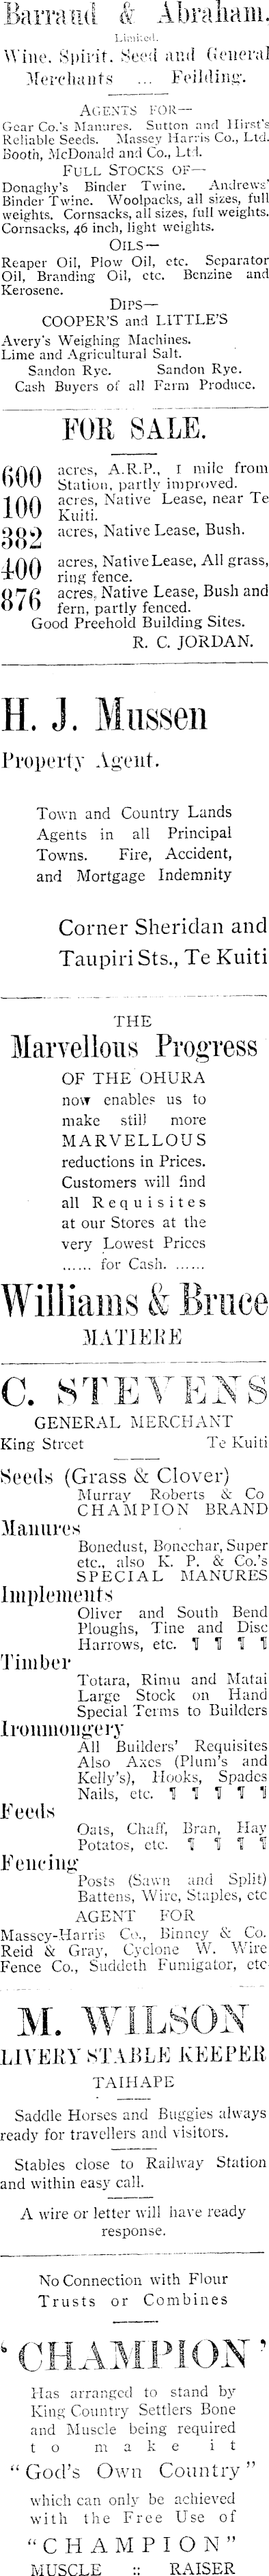 Barraud & Abraham,
Limited.
Wine, Spirit, Seed and General
Merchants ... Feilding.
AGENTS FOR—
Gear Co.'s Manures. Sutton and Hirst's
Reliable Seeds. Massey Harris Co., Ltd.
Booth, McDonald and Co., Ltd.
FULL STOCKS OF—
Donaghy's Binder Twine. Andrews'
Binder Twine. Woolpacks, all sizes, full
weights. Cornsacks, all sizes, full weights.
Cornsacks, 46 inch, light weights.
OILS—
Reaper Oil, Plow Oil, etc. Separator
Oil, Branding Oil, etc. Benzine and
Kerosene.
DIPS—
COOPER'S and LITTLE'S
Avery's Weighing Machines.
Lime and Agricultural Salt.
Sandon Rye. Sandon Rye.
Cash Buyers of all Farm Produce.
FOR SALE.
600 acres, A.R.P., 1 mile from
Station, partly improved.
100 acres, Native Lease, near Te
Kuiti.
382 acres, Native Lease, Bush.
400 acres, Native Lease, All grass,
ring fence.
876 acres, Native Lease, Bush and
fern, partly fenced.
Good Preehold Building Sites.
R. C. JORDAN.
H. J. Mussen
Property Agent.
Town and Country Lands
Agents in all Principal
Towns. Fire, Accident,
and Mortgage Indemnity
Corner Sheridan and
Taupiri Sts., Te Kuiti
THE
Marvellous Progress
OF THE OHURA
now enables us to
make still more
MARVELLOUS
reductions in Prices.
Customers will find
all Requisites
at our Stores at the
very Lowest Prices
...... for Cash. ......
Williams & Bruce
MATIERE
C. STEVENS
GENERAL MERCHANT
King Street Te Kuiti
Seeds (Grass & Clover)
Murray Roberts & Co
CHAMPION BRAND
Manures
Bonedust, Bonechar, Super
etc., also K. P. & Co.'s
SPECIAL MANURES
Implements
Oliver and South Bend
Ploughs, Tine and Disc
Harrows, etc. ¶ ¶ ¶ ¶
Timber
Totara, Rimu and Matai
Large Stock on Hand
Special Terms to Builders
Ironmongery
All Builders' Requisites
Also Axes (Plum's and
Kelly's), Hooks, Spades
Nails, etc. ¶ ¶ ¶ ¶ ¶
Feeds
Oats, Chaff, Bran, Hay
Potatos, etc. ¶ ¶ ¶ ¶
Fencing
Posts (Sawn and Split)
Battens, Wire, Staples, etc
AGENT FOR
Massey-Harris Co., Binney & Co.
Reid & Gray, Cyclone W. Wire
Fence Co., Suddeth Fumigator, etc
M. WILSON
LIVERY STABLE KEEPER
TAIHAPE
Saddle Horses and Buggies always
ready for travellers and visitors.
Stables close to Railway Station
and within easy call.
A wire or letter will have ready
response.
No Connection with Flour
Trusts or Combines
'CHAMPION'
Has arranged to stand by
King Country Settlers Bone
and Muscle being required
to make it
"God's Own Country"
which can only be achieved
with the Free Use of
"CHAMPION"
MUSCLE :: RAISER